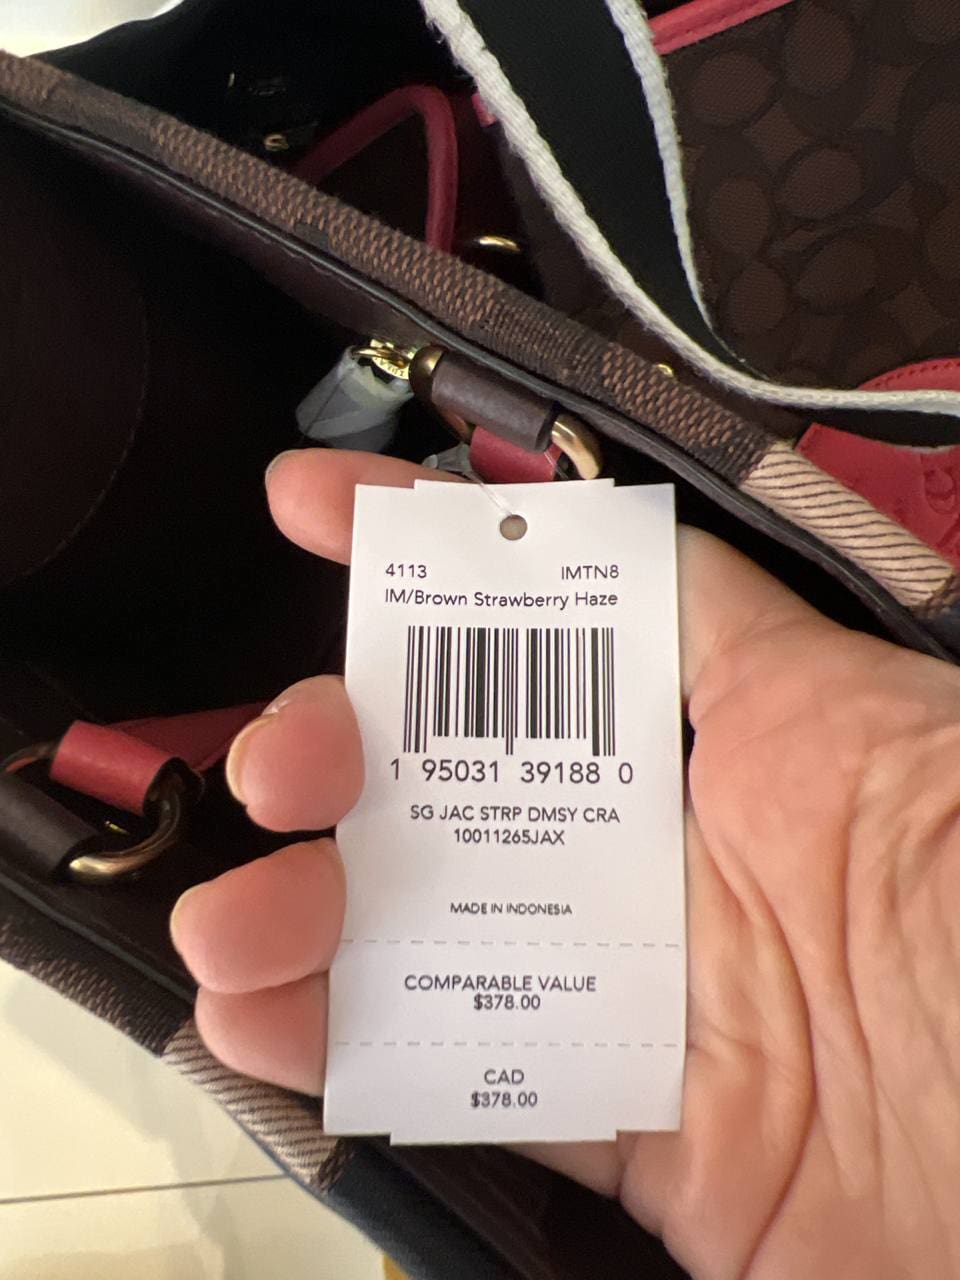 4113 IMTN8
IM/Brown Strawberry Haze
1 95031 39188 0
SG JAC STRP DMSY CRA
10011265JAX
MADE IN INDONESIA
COMPARABLE VALUE
$378.00
CAD
$378.00